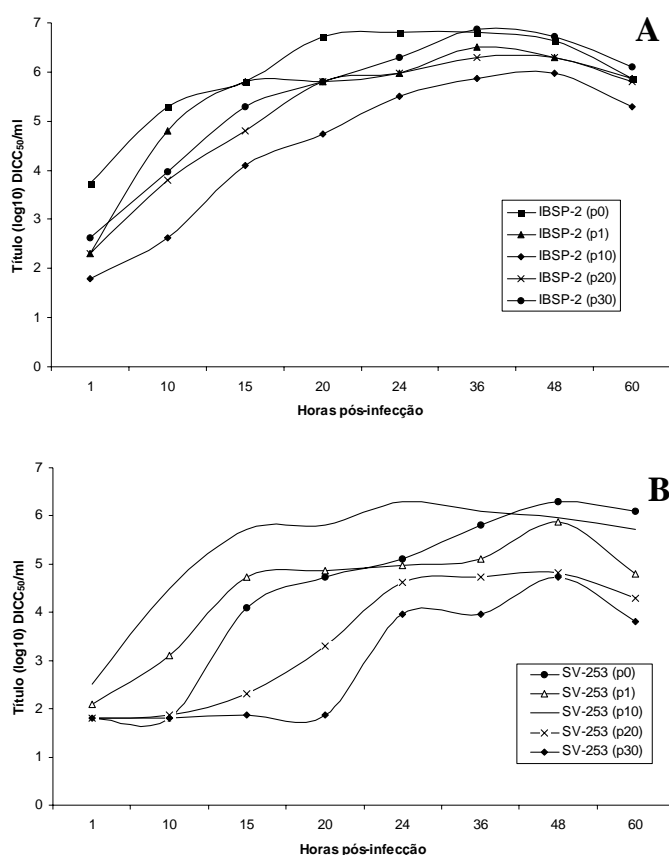 A
7
6
5
4
3
2
1
0
Título (log10) DICC₅₀/ml
1 10 15 20 24 36 48 60
Horas pós-infecção
IBSP-2 (p0)
IBSP-2 (p1)
IBSP-2 (p10)
IBSP-2 (p20)
IBSP-2 (p30)
B
7
6
5
4
3
2
1
0
Título (log10) DICC₅₀/ml
1 10 15 20 24 36 48 60
Horas pós-infecção
SV-253 (p0)
SV-253 (p1)
SV-253 (p10)
SV-253 (p20)
SV-253 (p30)